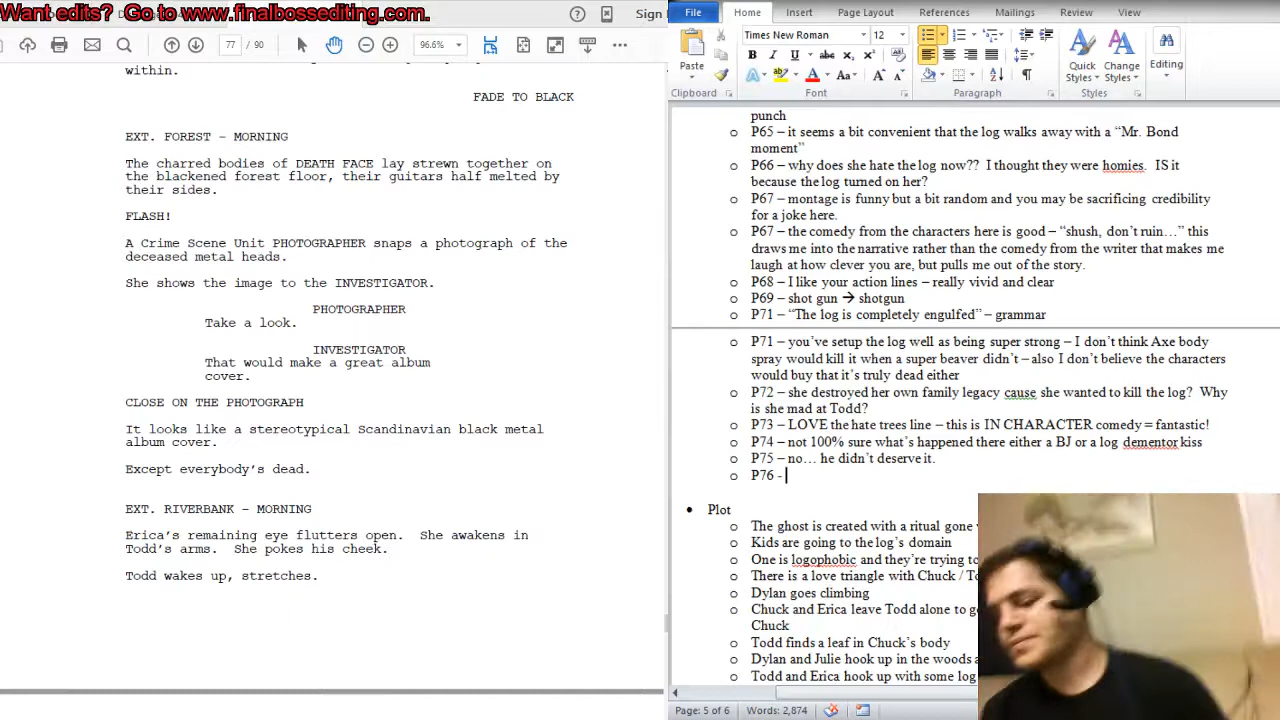 Want edits? Go to www.finalbossediting.com.
Sign
77 / 90
96.6%
within.
FADE TO BLACK
EXT. FOREST – MORNING
The charred bodies of DEATH FACE lay strewn together on
the blackened forest floor, their guitars half melted by
their sides.
FLASH!
A Crime Scene Unit PHOTOGRAPHER snaps a photograph of the
deceased metal heads.
She shows the image to the INVESTIGATOR.
PHOTOGRAPHER
Take a look.
INVESTIGATOR
That would make a great album
cover.
CLOSE ON THE PHOTOGRAPH
It looks like a stereotypical Scandinavian black metal
album cover.
Except everybody's dead.
EXT. RIVERBANK – MORNING
Erica's remaining eye flutters open. She awakens in
Todd's arms. She pokes his cheek.
Todd wakes up, stretches.
File Home Insert Page Layout References Mailings Review View
Times New Roman 12
Paste
Quick Styles
Change Styles
Editing
Clipboard Font Paragraph Styles
punch
P65 – it seems a bit convenient that the log walks away with a “Mr. Bond
moment”
P66 – why does she hate the log now?? I thought they were homies. IS it
because the log turned on her?
P67 – montage is funny but a bit random and you may be sacrificing credibility
for a joke here.
P67 – the comedy from the characters here is good – “shush, don’t ruin…” this
draws me into the narrative rather than the comedy from the writer that makes me
laugh at how clever you are, but pulls me out of the story.
P68 – I like your action lines – really vivid and clear
P69 – shot gun → shotgun
P71 – “The log is completely engulfed” – grammar
P71 – you’ve setup the log well as being super strong – I don’t think Axe body
spray would kill it when a super beaver didn’t – also I don’t believe the characters
would buy that it’s truly dead either
P72 – she destroyed her own family legacy cause she wanted to kill the log? Why
is she mad at Todd?
P73 – LOVE the hate trees line – this is IN CHARACTER comedy = fantastic!
P74 – not 100% sure what’s happened there either a BJ or a log dementor kiss
P75 – no… he didn’t deserve it.
P76 -
Plot
The ghost is created with a ritual gone
Kids are going to the log’s domain
One is logophobic and they’re trying to
There is a love triangle with Chuck /
Dylan goes climbing
Chuck and Erica leave Todd alone to
Chuck
Todd finds a leaf in Chuck’s body
Dylan and Julie hook up in the woods
Todd and Erica hook up with some log
Page: 5 of 6 Words: 2,874